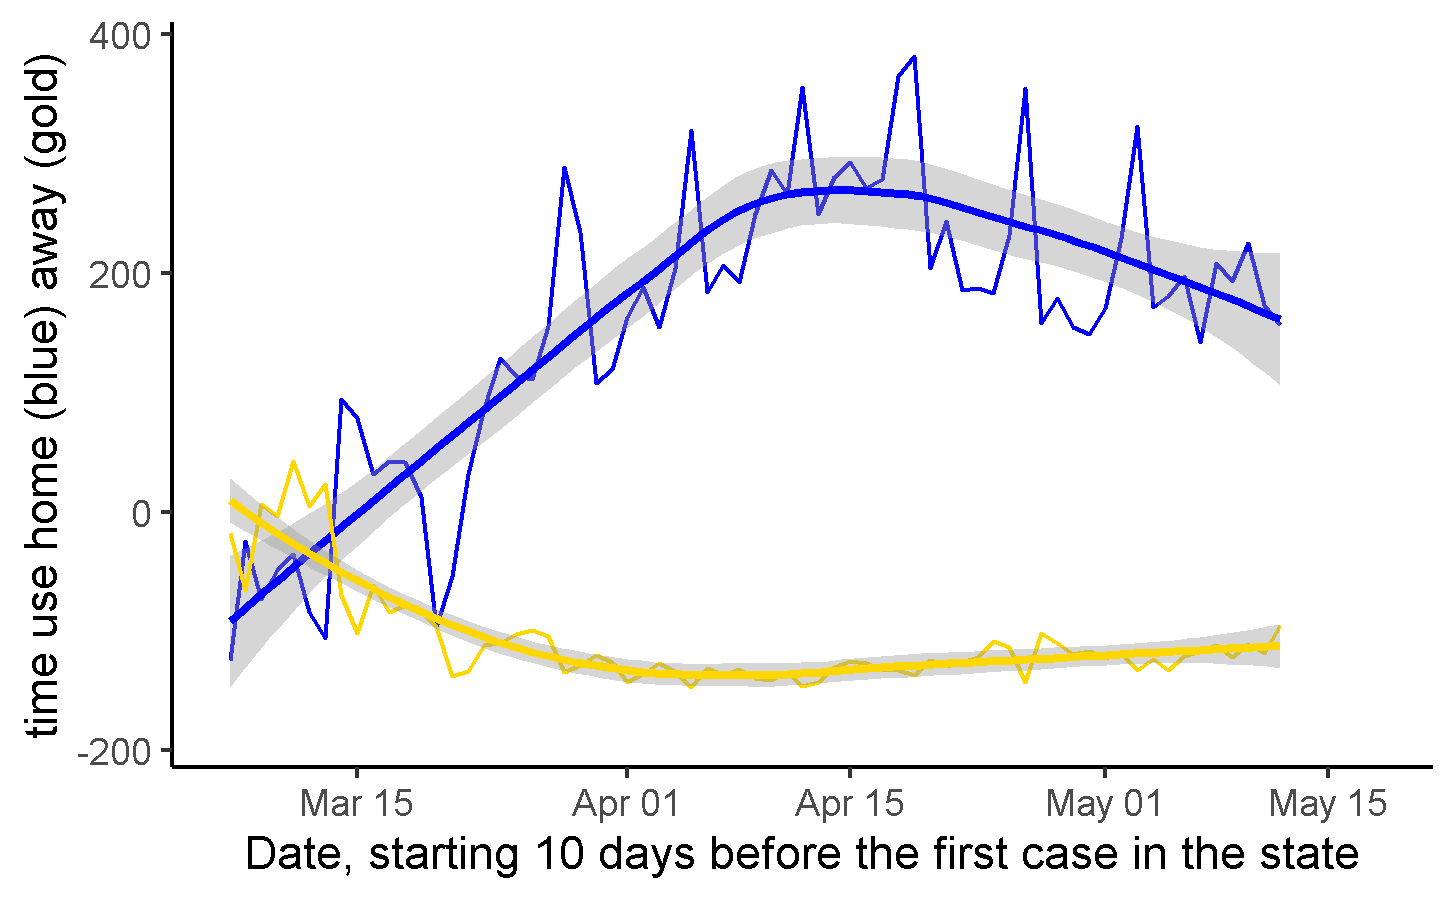 time use home (blue) away (gold)
400
200
0
-200
Mar 15
Apr 01
Apr 15
May 01
May 15
Date, starting 10 days before the first case in the state